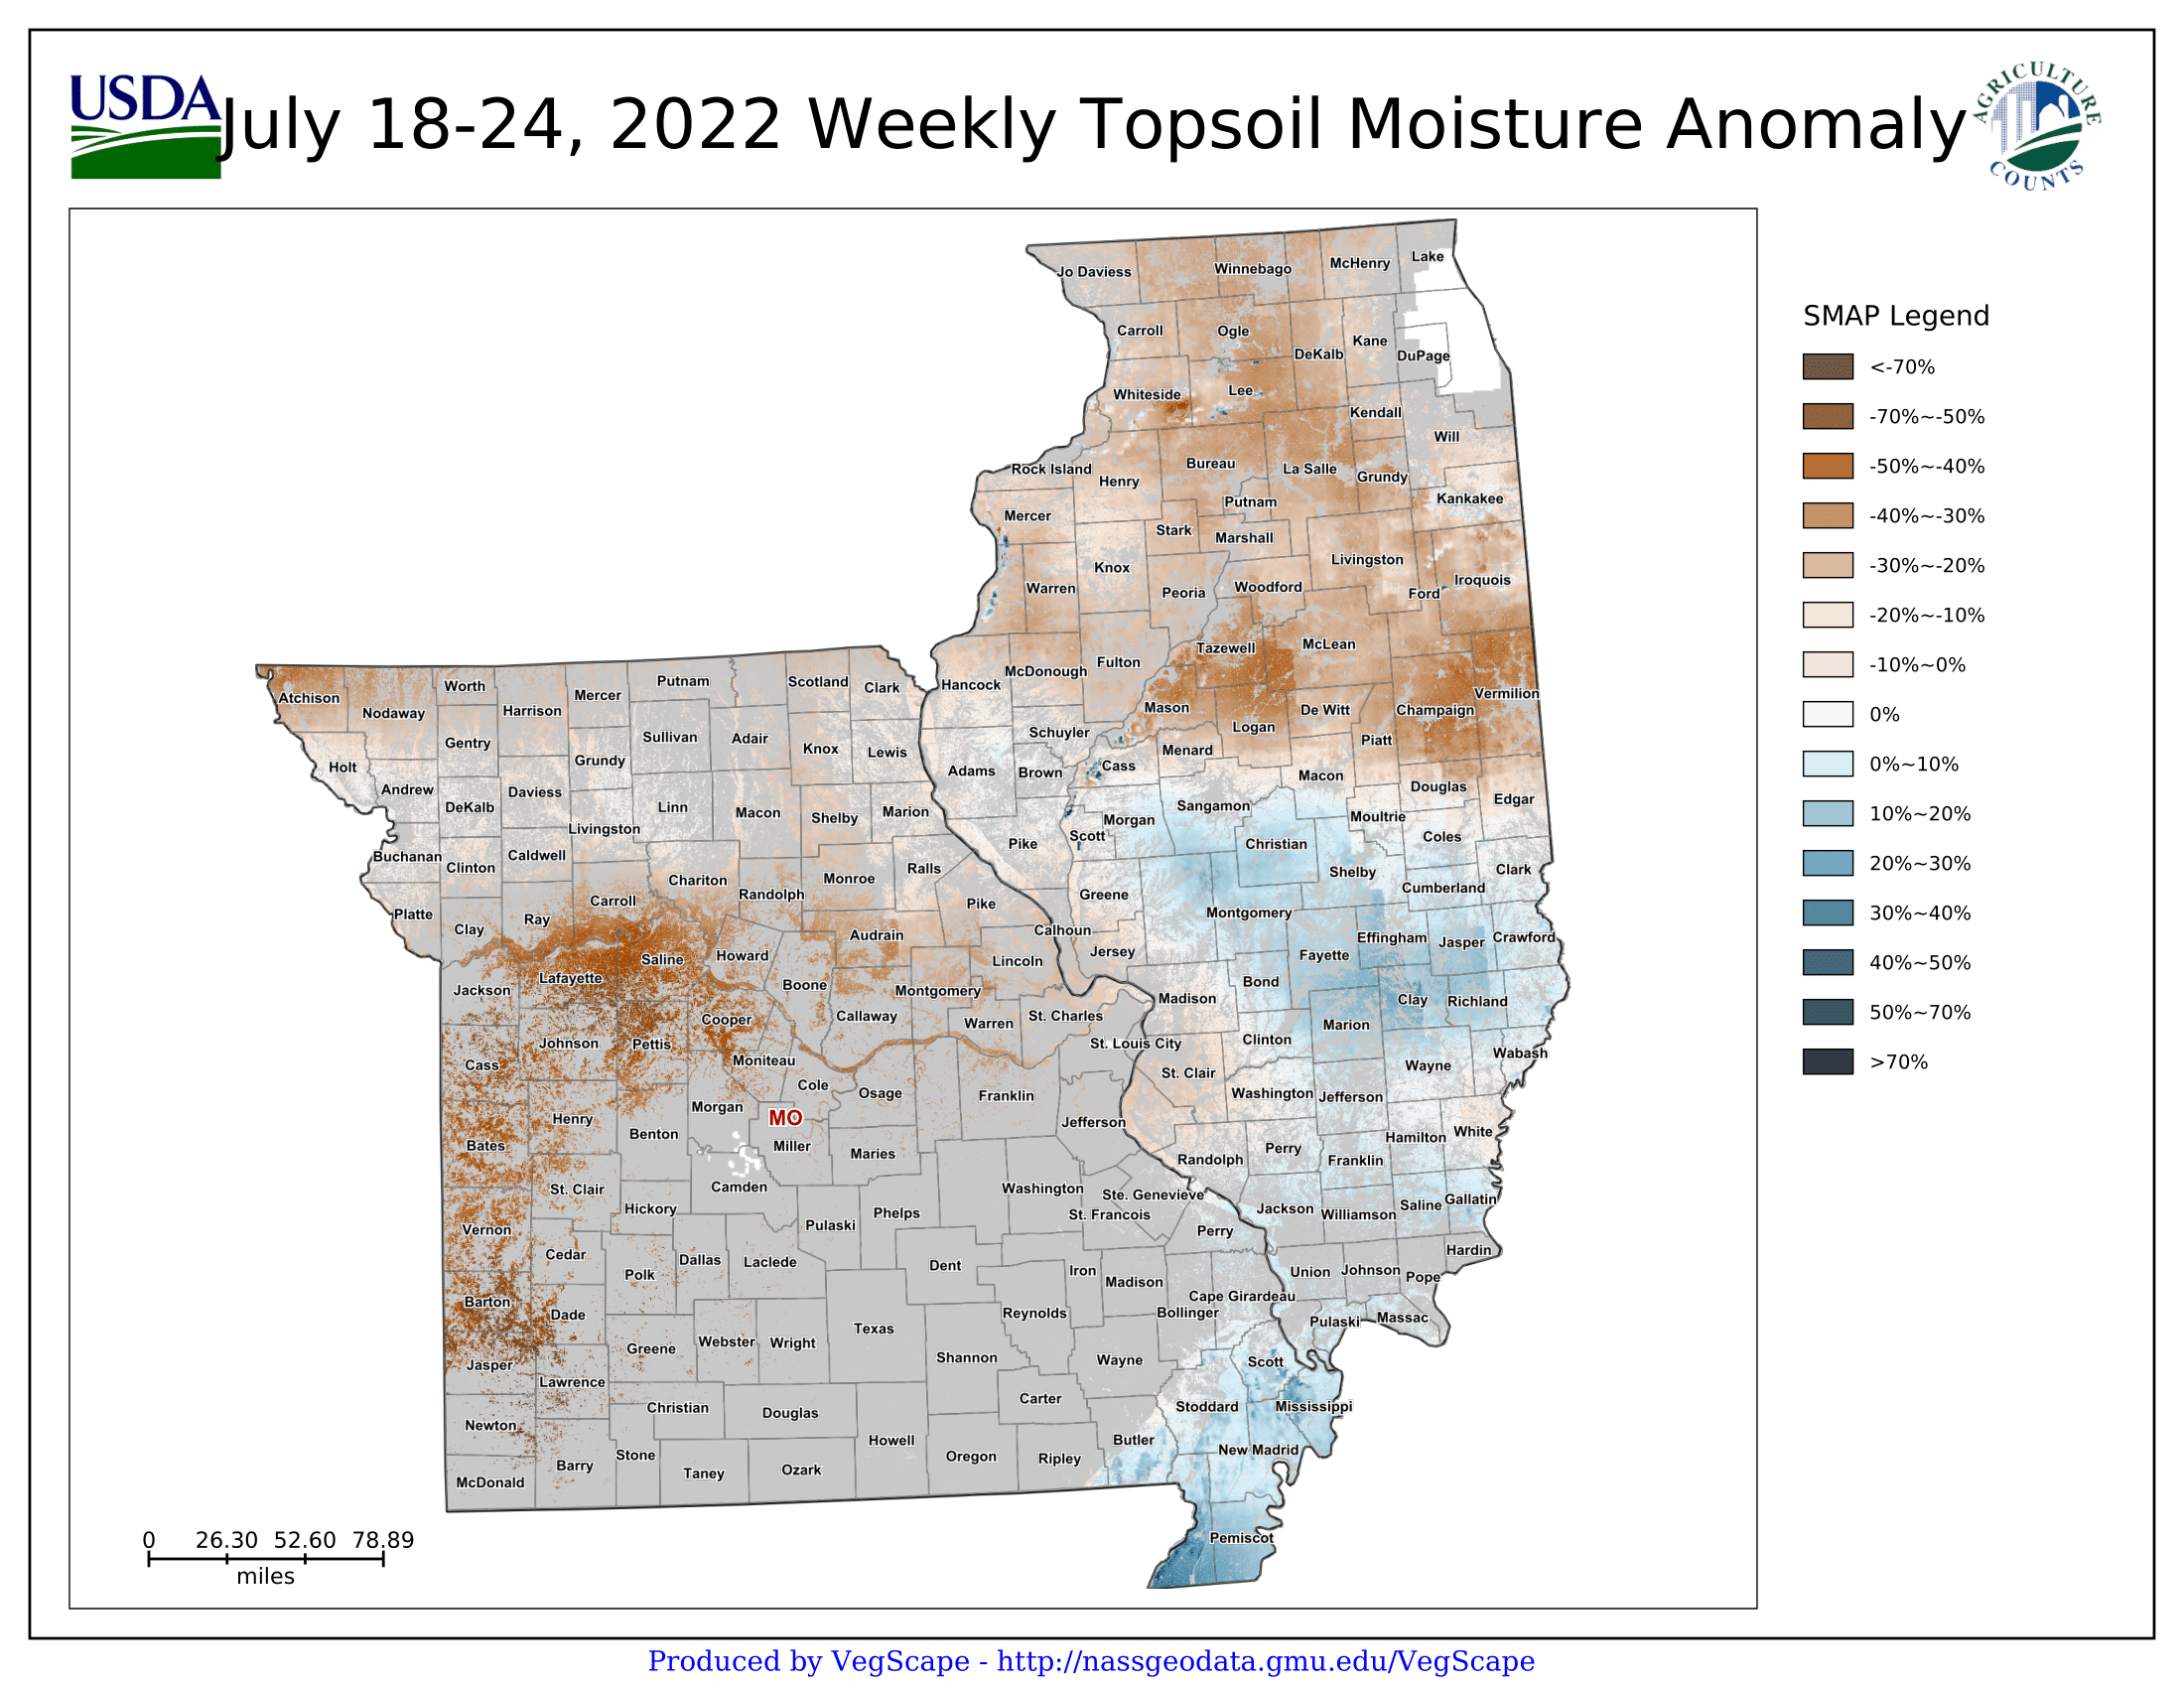 USDA
July 18-24, 2022 Weekly Topsoil Moisture Anomaly
AGRICULTURE
COUNTS
SMAP Legend
<-70%
-70%~-50%
-50%~-40%
-40%~-30%
-30%~-20%
-20%~-10%
-10%~0%
0%
0%~10%
10%~20%
20%~30%
30%~40%
40%~50%
50%~70%
>70%
Jo Daviess Winnebago McHenry Lake
Carroll Ogle DeKalb Kane DuPage
Whiteside Lee Kendall
Rock Island Henry Bureau La Salle Grundy Will
Mercer Stark Putnam Marshall Kankakee
Warren Knox Peoria Woodford Livingston Ford Iroquois
Hancock McDonough Fulton Tazewell McLean
Mason Logan De Witt Champaign Vermilion
Schuyler Menard Piatt
Adams Brown Cass Macon Douglas Edgar
Pike Scott Morgan Sangamon Christian Moultrie Coles
Greene Shelby Cumberland Clark
Calhoun Jersey Montgomery Fayette Effingham Jasper Crawford
Madison Bond Clay Richland
St. Clair Clinton Marion Wayne Wabash
Washington Jefferson
Randolph Perry Franklin Hamilton White
Jackson Williamson Saline Gallatin
Union Johnson Pope Hardin
Pulaski Massac
Atchison Nodaway Worth Harrison Mercer Putnam Scotland Clark
Holt Andrew Gentry Grundy Sullivan Adair Knox Lewis
DeKalb Daviess Livingston Linn Macon Shelby Marion
Buchanan Clinton Caldwell Chariton Randolph Monroe Ralls
Platte Clay Ray Carroll Pike
Lafayette Saline Howard Audrain Lincoln
Jackson Boone Montgomery
Cooper Callaway Warren St. Charles
Johnson Pettis Moniteau St. Louis City
Cass Cole Osage Franklin
Henry Morgan MO Jefferson
Bates Benton Miller Maries
St. Clair Camden Washington Ste. Genevieve
Vernon Hickory Pulaski Phelps St. Francois Perry
Cedar Polk Dallas Laclede Dent Iron Madison
Barton Dade Reynolds Bollinger Cape Girardeau
Greene Webster Wright Texas
Jasper Lawrence Shannon Wayne Scott
Christian Douglas Carter Stoddard Mississippi
Newton Stone Howell Oregon Ripley Butler New Madrid
McDonald Barry Taney Ozark
Pemiscot
0 26.30 52.60 78.89
miles
Produced by VegScape - http://nassgeodata.gmu.edu/VegScape